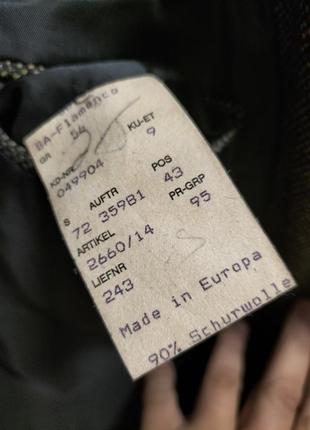 BA-Flamenco
GR 54 KU-ET
KD-NR. 9
049904
S AUFTR POS
72 35981 43
ARTIKEL PR-GRP
2660/14 95
LIEFNR
243
Made in Europa
90% Schurwolle